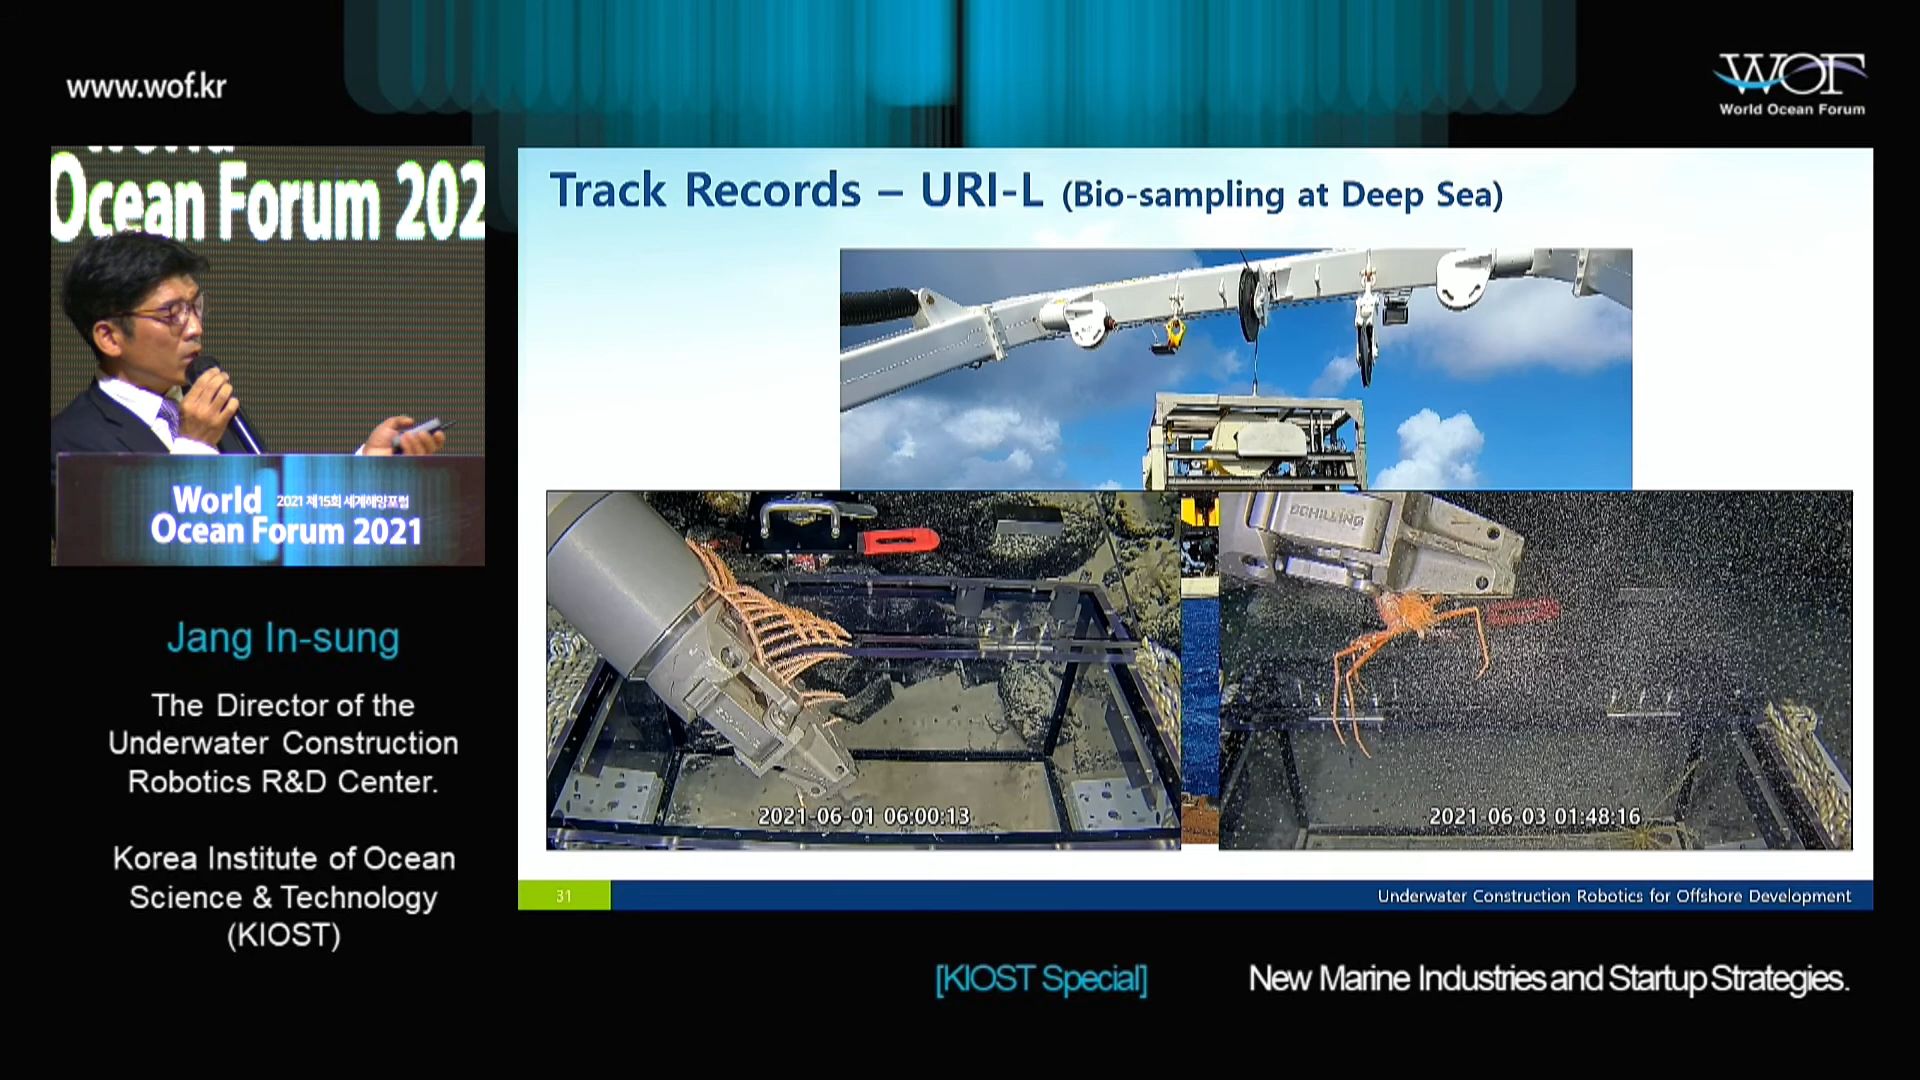 www.wof.kr
WOF
World Ocean Forum
Ocean Forum 202
World 2021 제15회 세계해양포럼
Ocean Forum 2021
Jang In-sung
The Director of the
Underwater Construction
Robotics R&D Center.
Korea Institute of Ocean
Science & Technology
(KIOST)
Track Records – URI-L (Bio-sampling at Deep Sea)
SCHILLING
2021-06-01 06:00:13
2021-06-03 01:48:16
31
Underwater Construction Robotics for Offshore Development
[KIOST Special]
New Marine Industries and Startup Strategies.